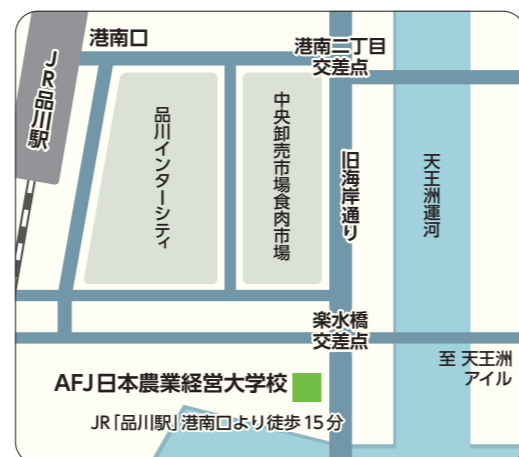 港南口
港南二丁目
交差点
JR品川駅
品川インターシティ
中央卸売市場食肉市場
旧海岸通り
天王洲運河
楽水橋
交差点
至 天王洲
アイル
AFJ日本農業経営大学校
JR「品川駅」港南口より徒歩15分